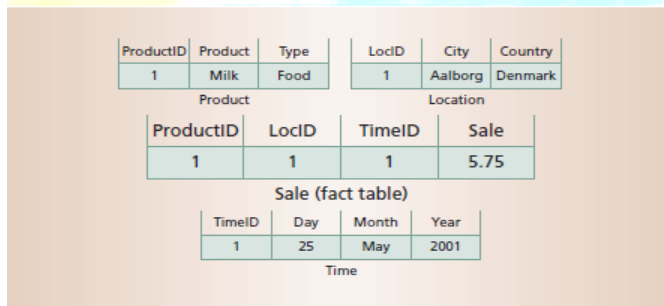 ProductID Product Type
1 Milk Food
Product
LocID City Country
1 Aalborg Denmark
Location
ProductID LocID TimeID Sale
1 1 1 5.75
Sale (fact table)
TimeID Day Month Year
1 25 May 2001
Time